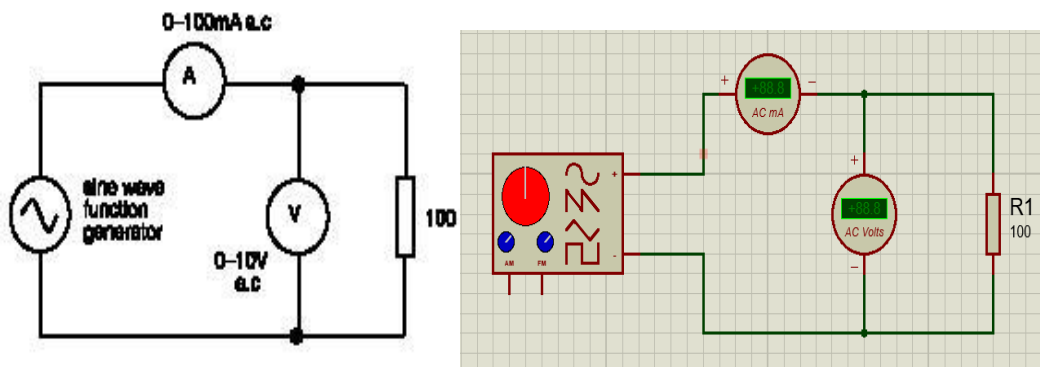 0-100mA a.c
A
sine wave
function
generator
V
100
0-10V
a.c
+
-
AM
FM
+
+88.8
-
AC mA
+
+88.8
AC Volts
-
R1
100